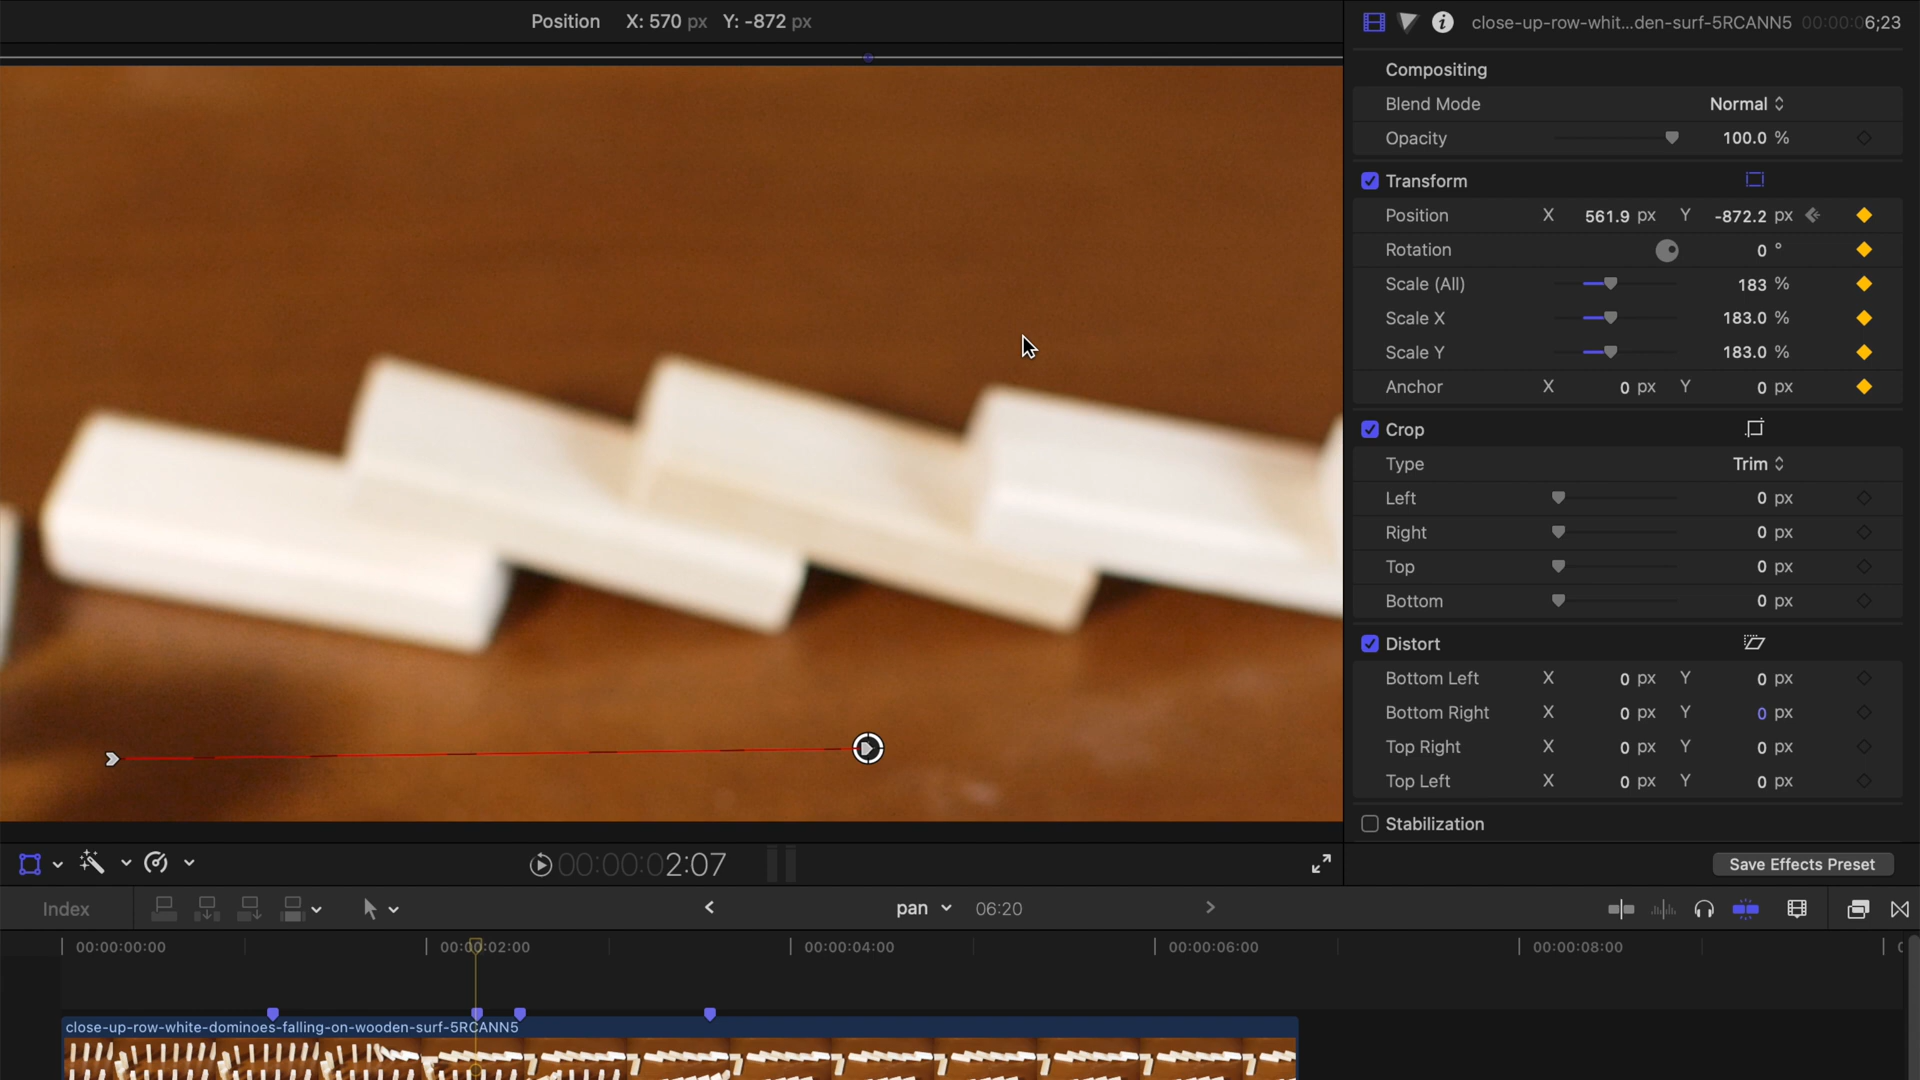 Position X: 570 px Y: -872 px
close-up-row-whit...den-surf-5RCANN5 00:00:06;23
Compositing
Blend Mode Normal
Opacity 100.0 %
Transform
Position X 561.9 px Y -872.2 px
Rotation 0 °
Scale (All) 183 %
Scale X 183.0 %
Scale Y 183.0 %
Anchor X 0 px Y 0 px
Crop
Type Trim
Left 0 px
Right 0 px
Top 0 px
Bottom 0 px
Distort
Bottom Left X 0 px Y 0 px
Bottom Right X 0 px Y 0 px
Top Right X 0 px Y 0 px
Top Left X 0 px Y 0 px
Stabilization
00:00:02:07
Save Effects Preset
Index pan 06:20
00:00:00:00 00:00:02:00 00:00:04:00 00:00:06:00 00:00:08:00
close-up-row-white-dominoes-falling-on-wooden-surf-5RCANN5